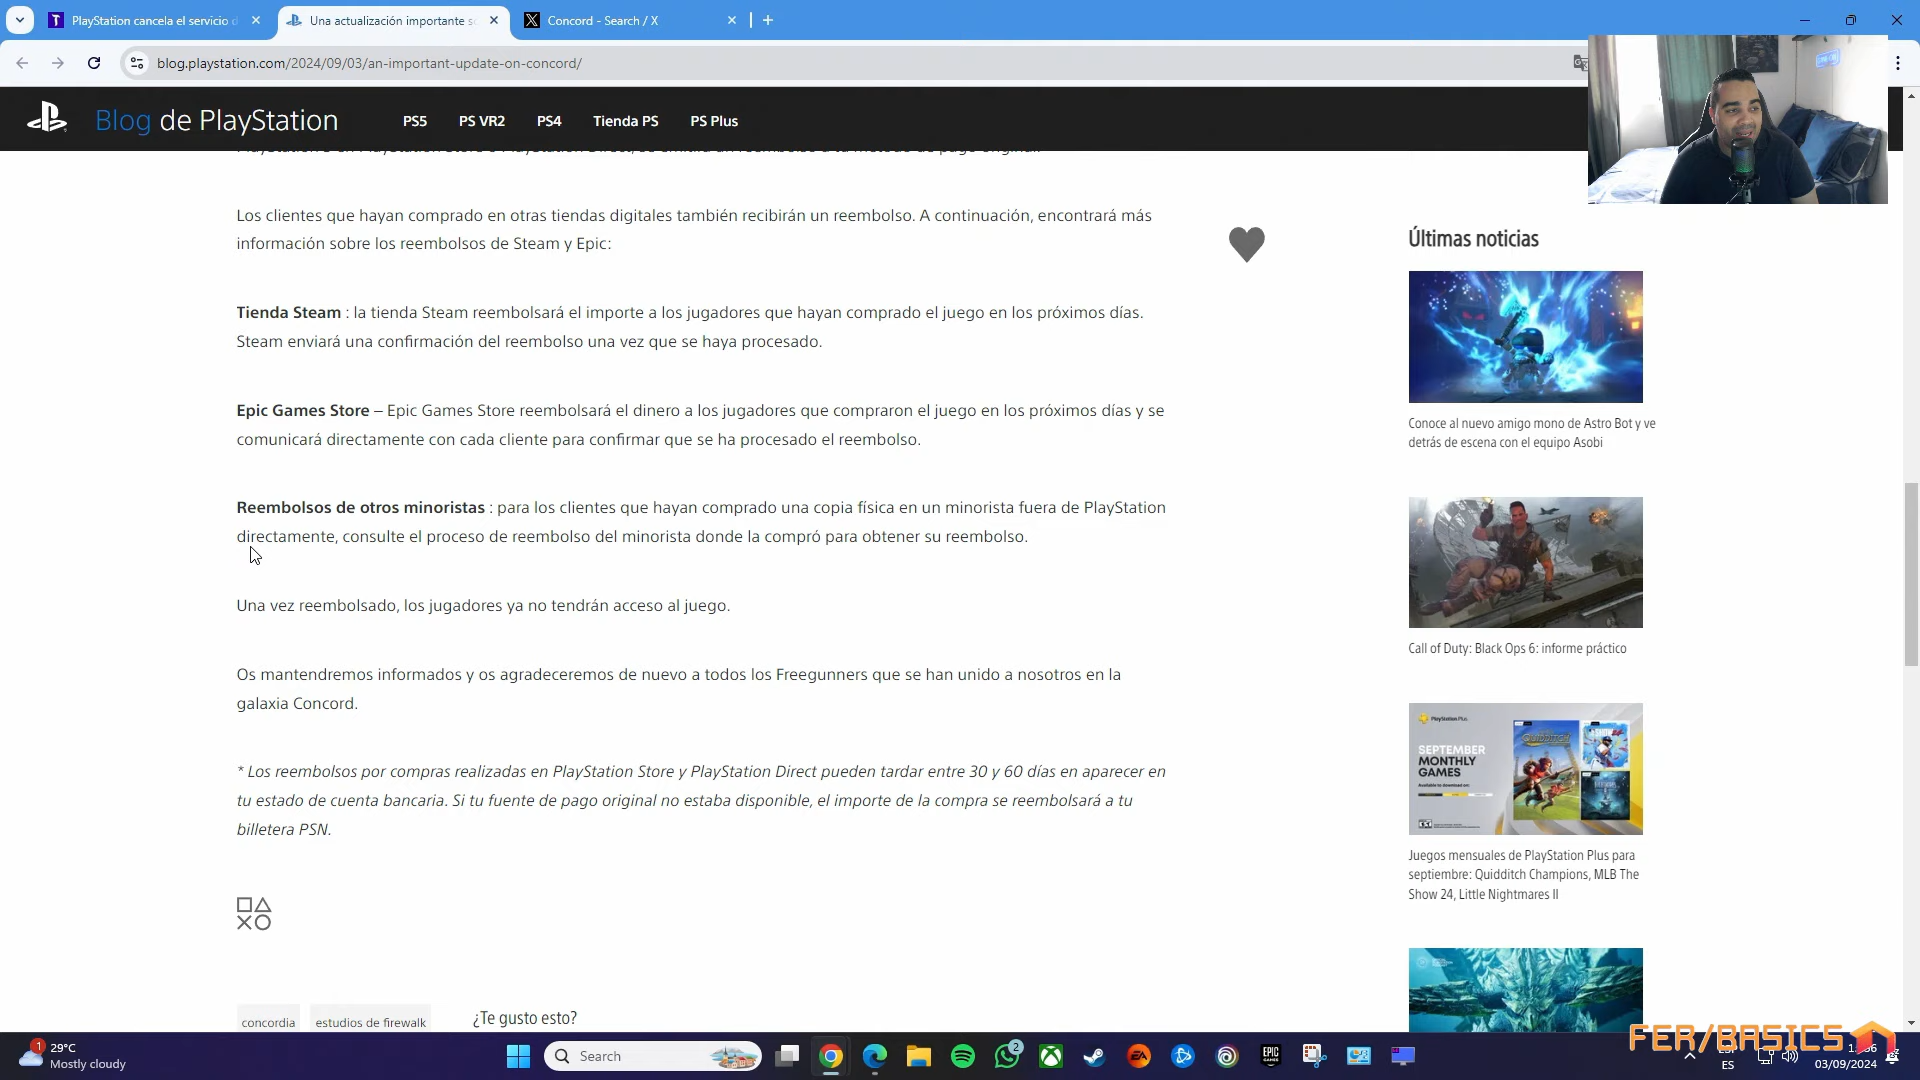 PlayStation cancela el servicio d
Una actualización importante so
Concord - Search / X
blog.playstation.com/2024/09/03/an-important-update-on-concord/
Blog de PlayStation
PS5
PS VR2
PS4
Tienda PS
PS Plus
Los clientes que hayan comprado en otras tiendas digitales también recibirán un reembolso. A continuación, encontrará más
información sobre los reembolsos de Steam y Epic:
Tienda Steam : la tienda Steam reembolsará el importe a los jugadores que hayan comprado el juego en los próximos días.
Steam enviará una confirmación del reembolso una vez que se haya procesado.
Epic Games Store – Epic Games Store reembolsará el dinero a los jugadores que compraron el juego en los próximos días y se
comunicará directamente con cada cliente para confirmar que se ha procesado el reembolso.
Reembolsos de otros minoristas : para los clientes que hayan comprado una copia física en un minorista fuera de PlayStation
directamente, consulte el proceso de reembolso del minorista donde la compró para obtener su reembolso.
Una vez reembolsado, los jugadores ya no tendrán acceso al juego.
Os mantendremos informados y os agradeceremos de nuevo a todos los Freegunners que se han unido a nosotros en la
galaxia Concord.
* Los reembolsos por compras realizadas en PlayStation Store y PlayStation Direct pueden tardar entre 30 y 60 días en aparecer en
tu estado de cuenta bancaria. Si tu fuente de pago original no estaba disponible, el importe de la compra se reembolsará a tu
billetera PSN.
concordia
estudios de firewalk
¿Te gusto esto?
Últimas noticias
Conoce al nuevo amigo mono de Astro Bot y ve
detrás de escena con el equipo Asobi
Call of Duty: Black Ops 6: informe práctico
PlayStation Plus
SEPTEMBER
MONTHLY
GAMES
Juegos mensuales de PlayStation Plus para
septiembre: Quidditch Champions, MLB The
Show 24, Little Nightmares II
FER/BASICS
1
29°C
Mostly cloudy
Search
2
EA
EPIC
ES
03/09/2024